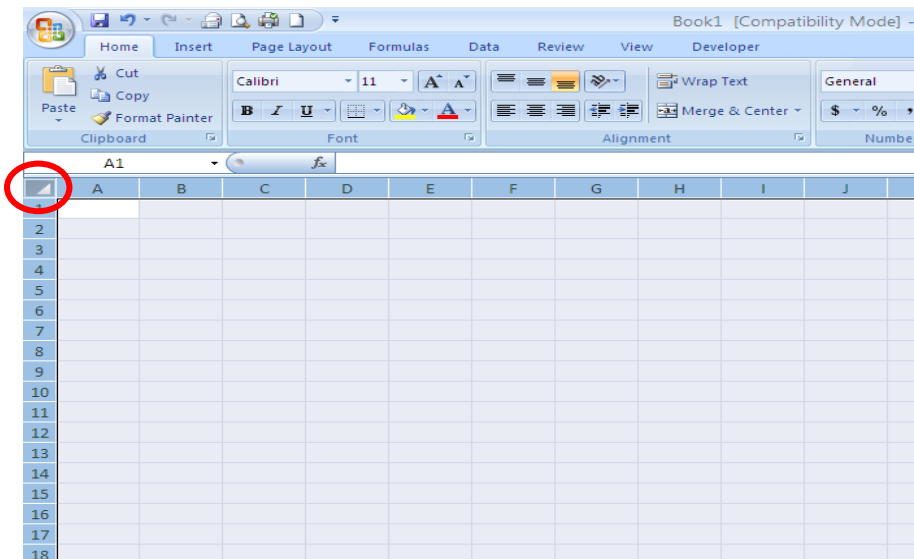 Book1 [Compatibility Mode] -
Home Insert Page Layout Formulas Data Review View Developer
Cut
Copy
Format Painter
Paste
Calibri 11 A A
B I U A
Wrap Text
Merge & Center
General
$ % ,
Clipboard Font Alignment Numbe
A1 fx
A B C D E F G H I J
1
2
3
4
5
6
7
8
9
10
11
12
13
14
15
16
17
18